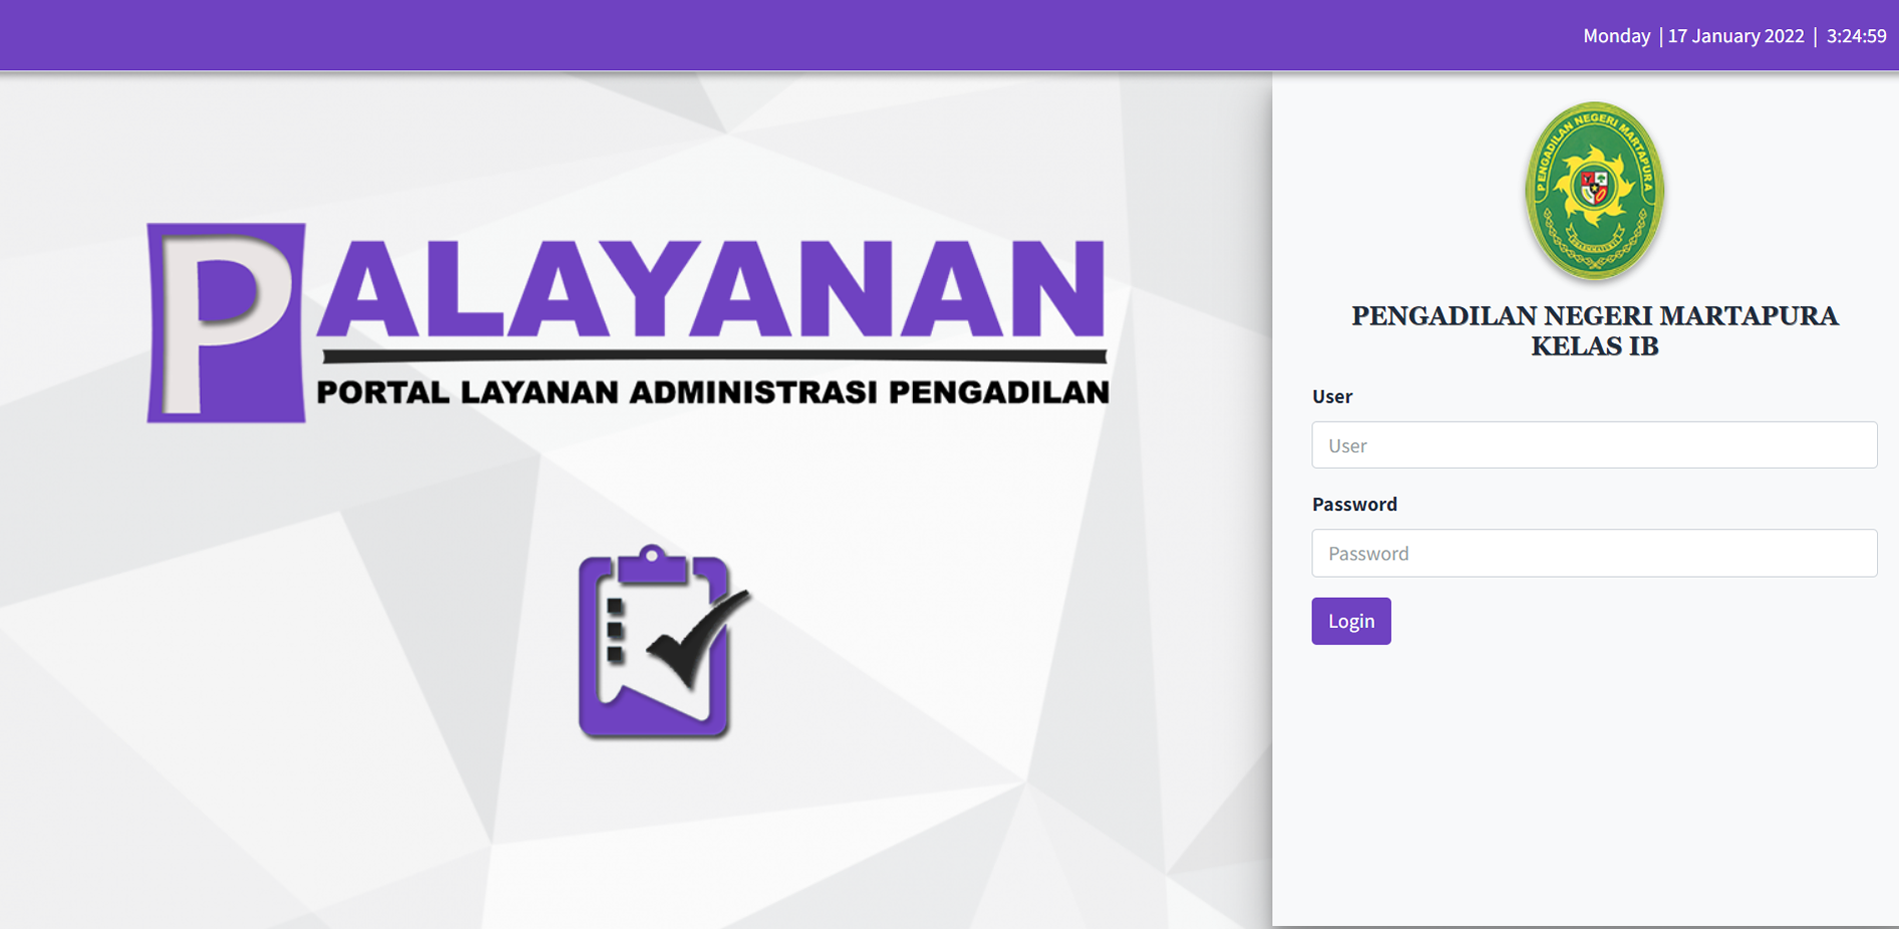 Monday | 17 January 2022 | 3:24:59
PALAYANAN
PORTAL LAYANAN ADMINISTRASI PENGADILAN
PENGADILAN NEGERI MARTAPURA
PENGADILAN NEGERI MARTAPURA
KELAS IB
User
User
Password
Password
Login